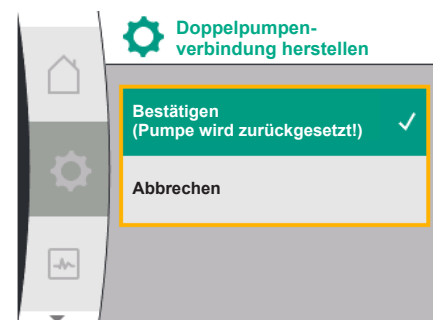 Doppelpumpen-
verbindung herstellen
Bestätigen
(Pumpe wird zurückgesetzt!)
Abbrechen